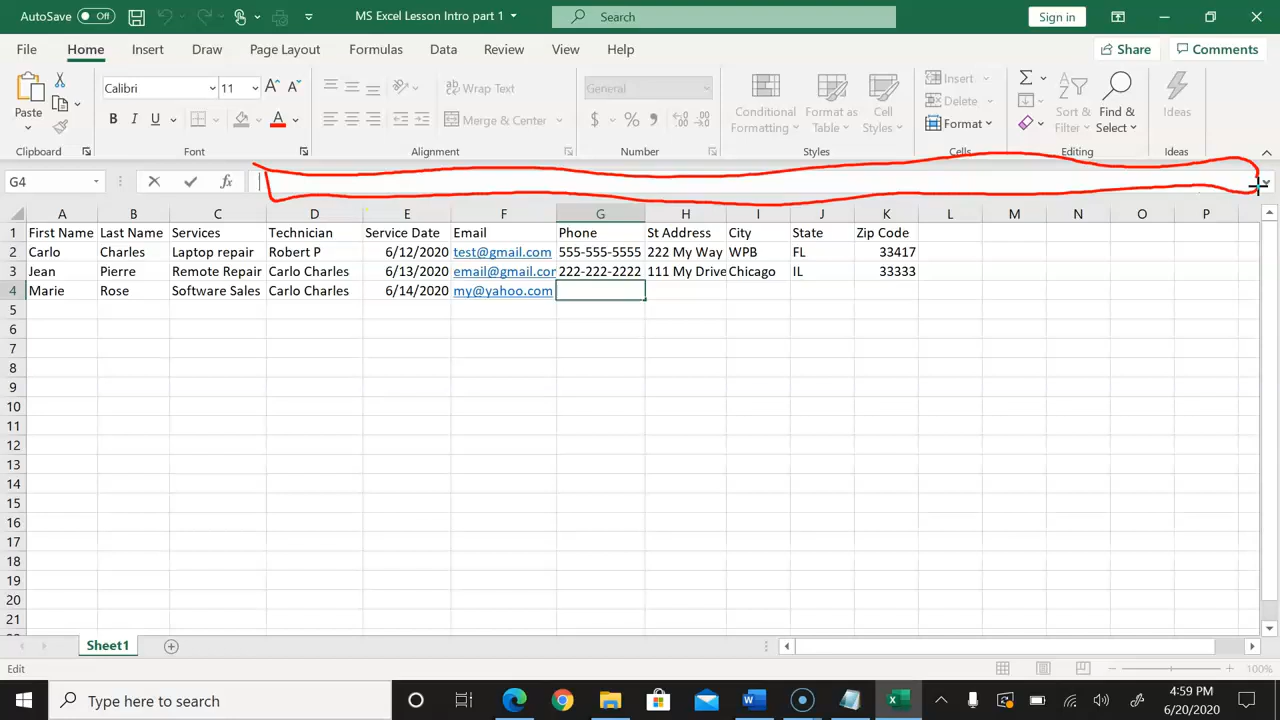 AutoSave Off MS Excel Lesson Intro part 1 Search Sign in
File Home Insert Draw Page Layout Formulas Data Review View Help Share Comments
Calibri 11 Wrap Text General Insert
Paste Conditional Format as Cell Delete Sort & Find & Ideas
B I U A Merge & Center $ % Formatting Table Styles Format Filter Select
Clipboard Font Alignment Number Styles Cells Editing Ideas
G4 fx
A B C D E F G H I J K L M N O P
1 First Name Last Name Services Technician Service Date Email Phone St Address City State Zip Code
2 Carlo Charles Laptop repair Robert P 6/12/2020 test@gmail.com 555-555-5555 222 My Way WPB FL 33417
3 Jean Pierre Remote Repair Carlo Charles 6/13/2020 email@gmail.com 222-222-2222 111 My Drive Chicago IL 33333
4 Marie Rose Software Sales Carlo Charles 6/14/2020 my@yahoo.com
5
6
7
8
9
10
11
12
13
14
15
16
17
18
19
20
21
Sheet1
Edit 100%
Type here to search 4:59 PM
6/20/2020